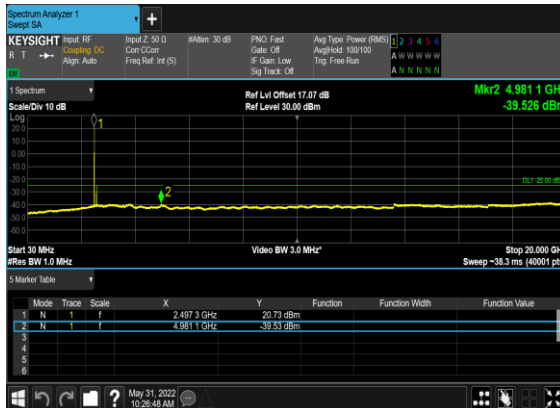 Spectrum Analyzer 1
Swept SA
+
KEYSIGHT Input: RF Input Z: 50 Ω #Atten: 30 dB PNO: Fast Avg Type: Power (RMS) 1 2 3 4 5 6
R T Coupling: DC Corr CCorr Gate: Off Avg|Hold: 100/100 A W W W W W
Align: Auto Freq Ref: Int (S) IF Gain: Low Trig: Free Run
Sig Track: Off A N N N N N
1 Spectrum Ref Lvl Offset 17.07 dB Mkr2 4.981 1 GH
Scale/Div 10 dB Ref Level 30.00 dBm -39.526 dB
Log
20.0
10.0
0.00
-10.0
-20.0
DL1 -25.00 dB
-30.0
-40.0
-50.0
-60.0
1
2
Start 30 MHz Video BW 3.0 MHz* Stop 20.000 GH
#Res BW 1.0 MHz Sweep ~38.3 ms (40001 pt
5 Marker Table
Mode Trace Scale X Y Function Function Width Function Value
1 N 1 f 2.497 3 GHz 20.73 dBm
2 N 1 f 4.981 1 GHz -39.53 dBm
3
4
5
6
? May 31, 2022
10:26:48 AM